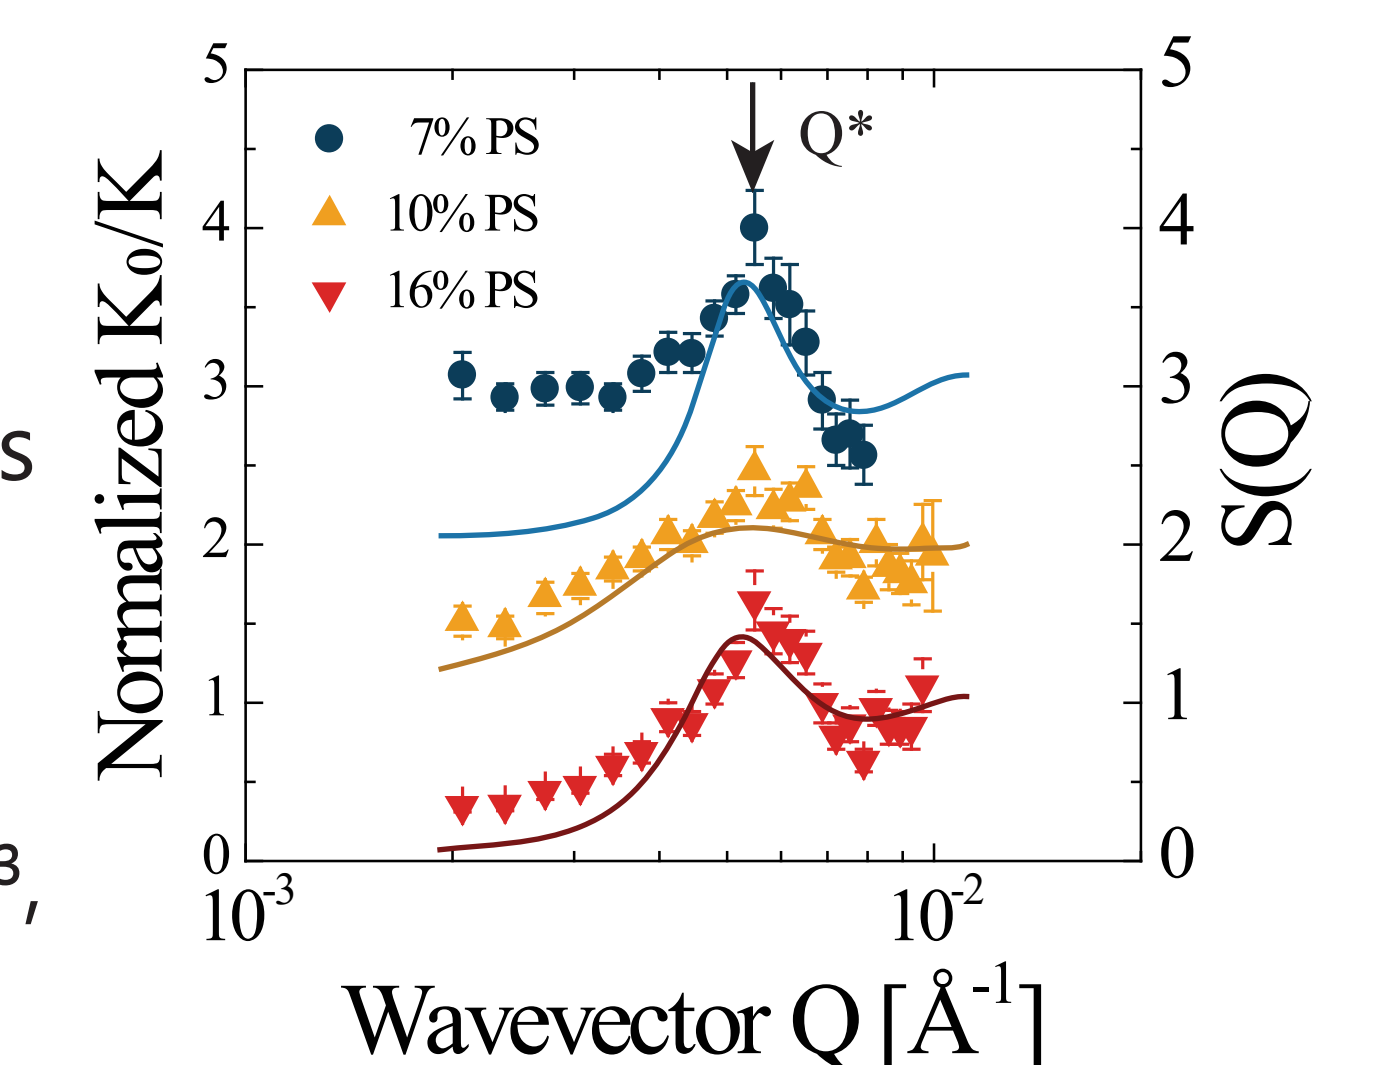 5
5
7% PS
Q*
10% PS
4
4
16% PS
3
3
Normalized K₀/K
S(Q)
s
2
2
1
1
0
0
3,
10⁻³
10⁻²
Wavevector Q [Å⁻¹]